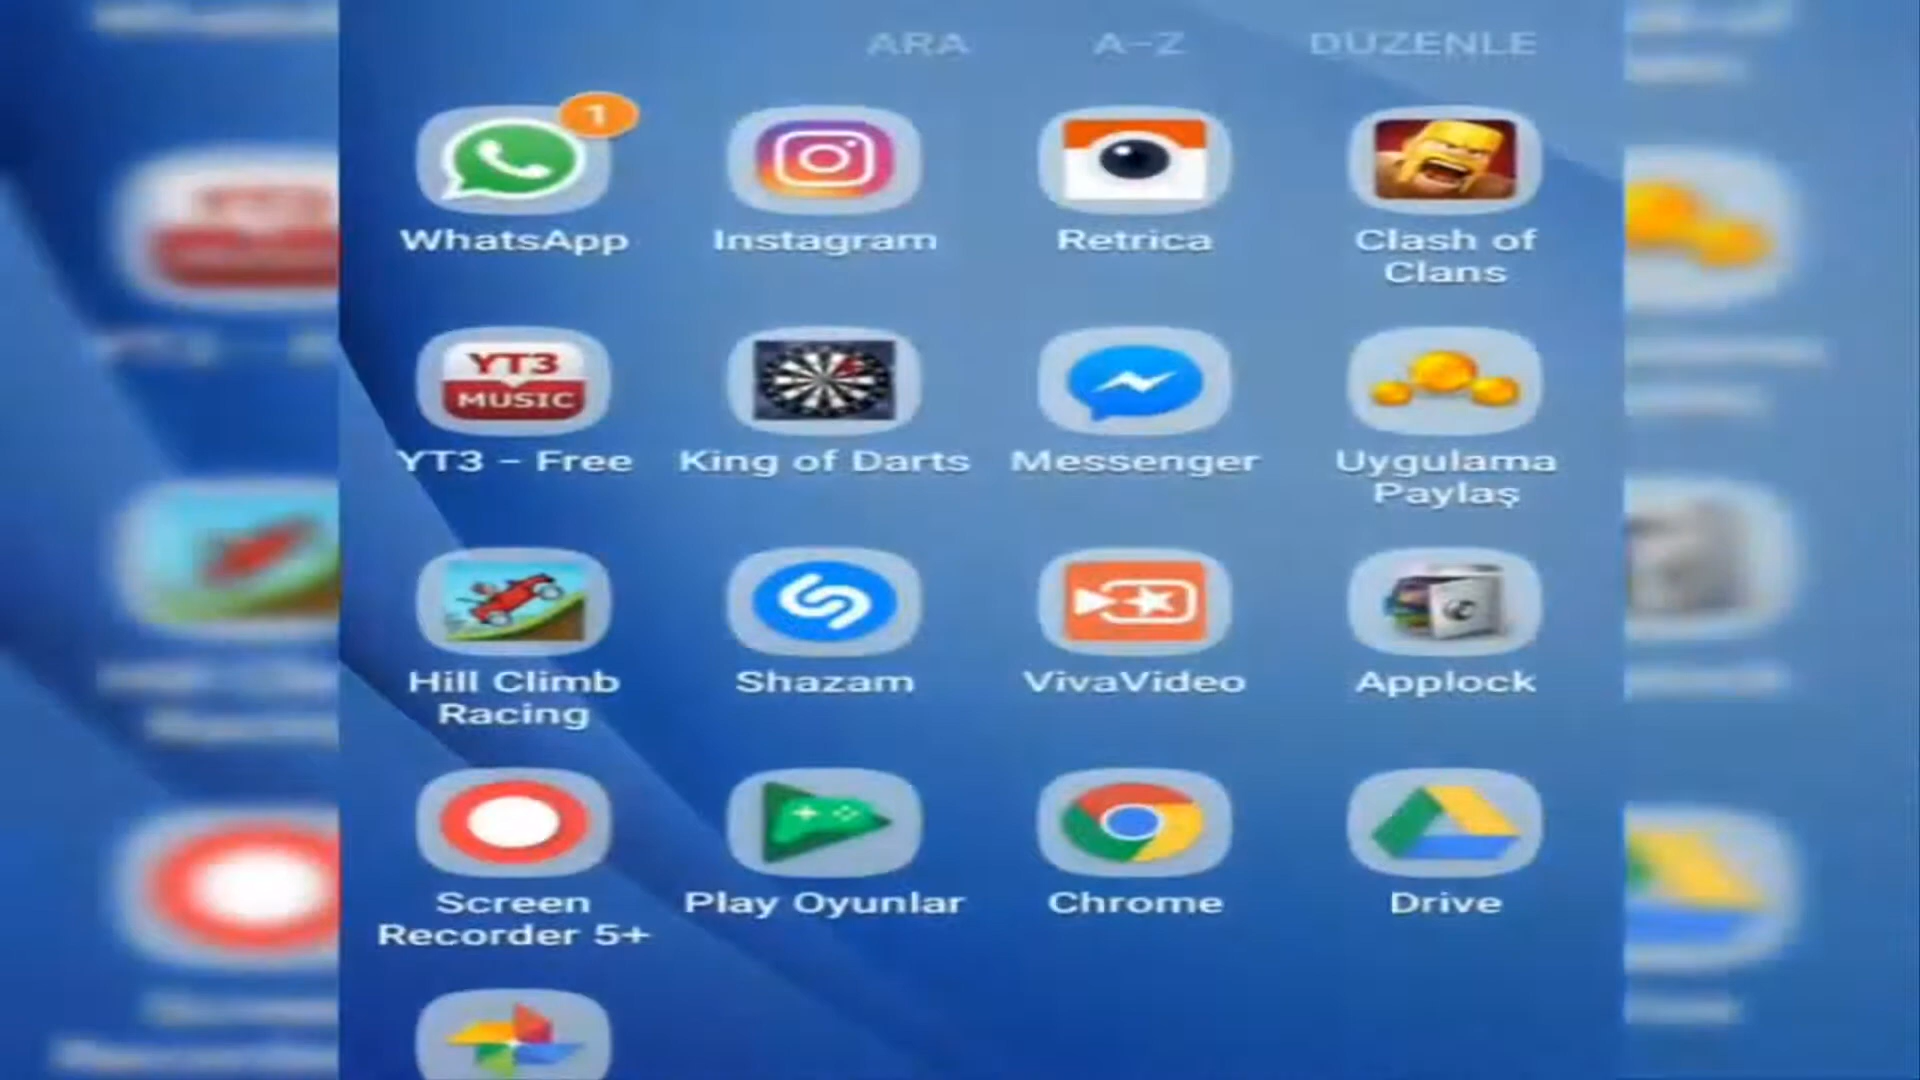 ARA A-Z DÜZENLE
1
WhatsApp Instagram Retrica Clash of
Clans
YT3
MUSIC
YT3 - Free King of Darts Messenger Uygulama
Paylaş
Hill Climb Shazam VivaVideo Applock
Racing
Screen Play Oyunlar Chrome Drive
Recorder 5+